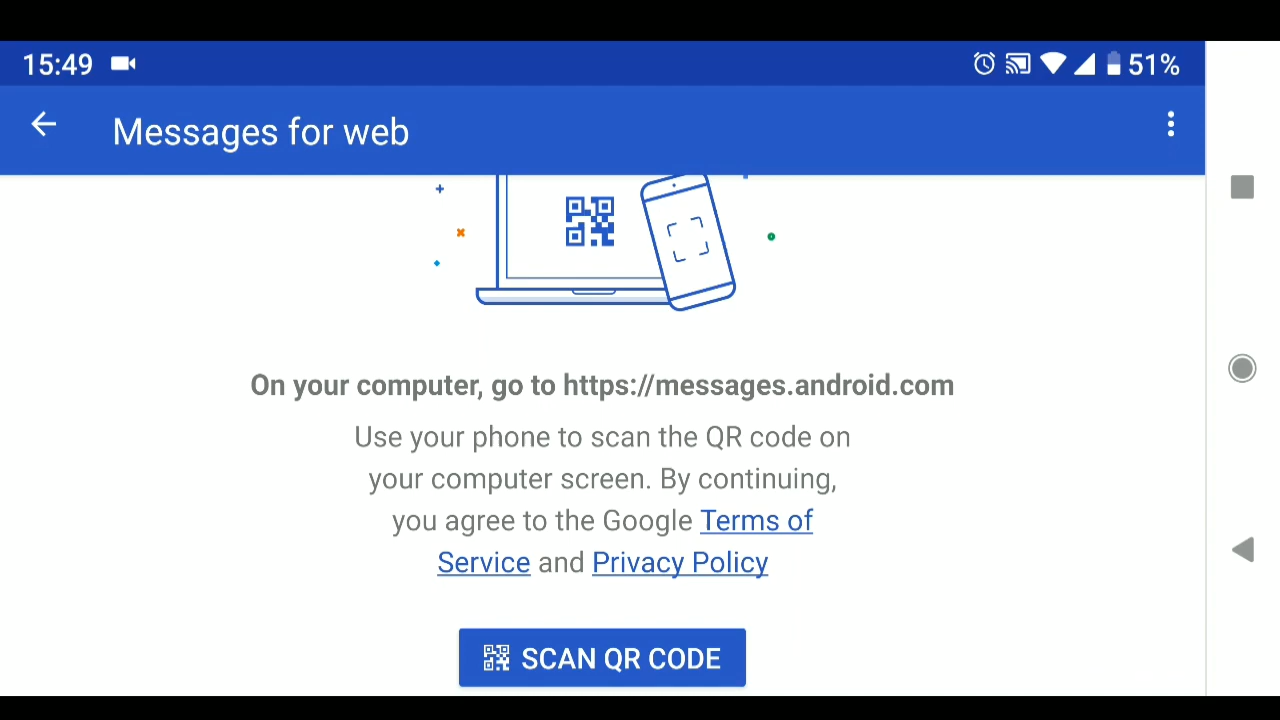 15:49
51%
Messages for web
On your computer, go to https://messages.android.com
Use your phone to scan the QR code on
your computer screen. By continuing,
you agree to the Google Terms of
Service and Privacy Policy
SCAN QR CODE